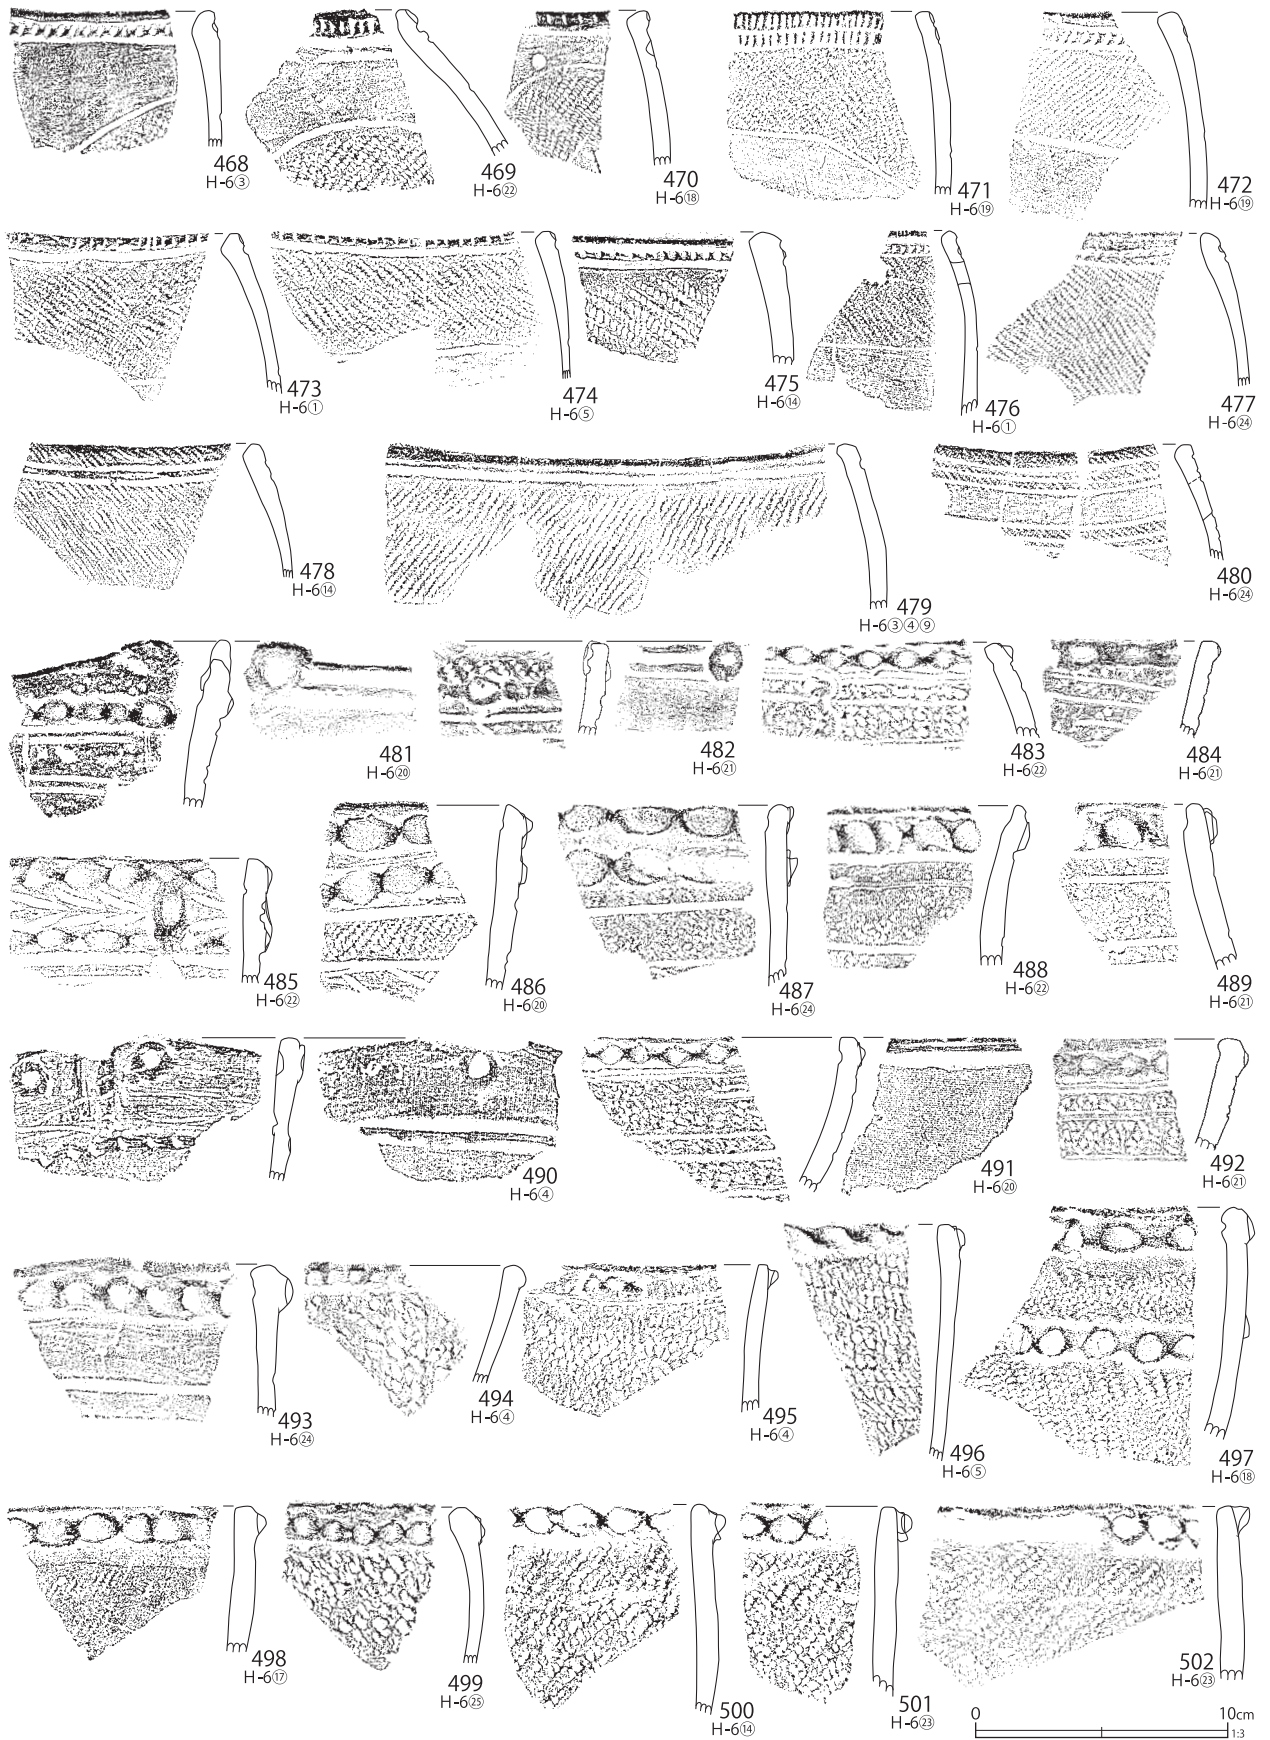 468
H-6③
469
H-6㉒
470
H-6⑱
471
H-6⑲
472
H-6⑲
473
H-6①
474
H-6⑤
475
H-6⑭
476
H-6①
477
H-6㉔
478
H-6⑭
479
H-6③④⑨
480
H-6㉔
481
H-6⑳
482
H-6㉑
483
H-6㉒
484
H-6㉑
485
H-6㉒
486
H-6⑳
487
H-6㉔
488
H-6㉒
489
H-6㉑
490
H-6④
491
H-6⑳
492
H-6㉑
493
H-6㉔
494
H-6④
495
H-6④
496
H-6⑤
497
H-6⑱
498
H-6⑰
499
H-6㉕
500
H-6⑭
501
H-6㉓
502
H-6㉓
0 10cm
1:3